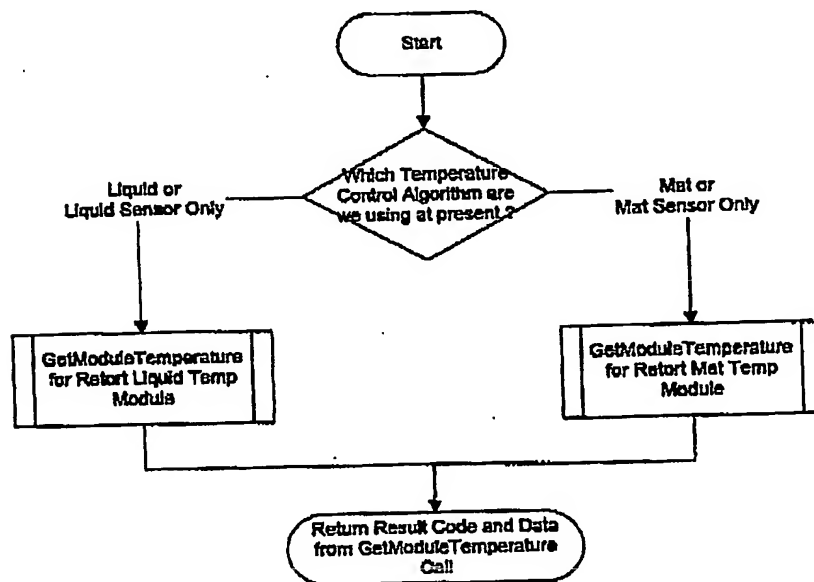 Start
Which Temperature
Control Algorithm are
we using at present ?
Liquid or
Liquid Sensor Only
Mat or
Mat Sensor Only
GetModuleTemperature
for Retort Liquid Temp
Module
GetModuleTemperature
for Retort Mat Temp
Module
Return Result Code and Data
from GetModuleTemperature
Call